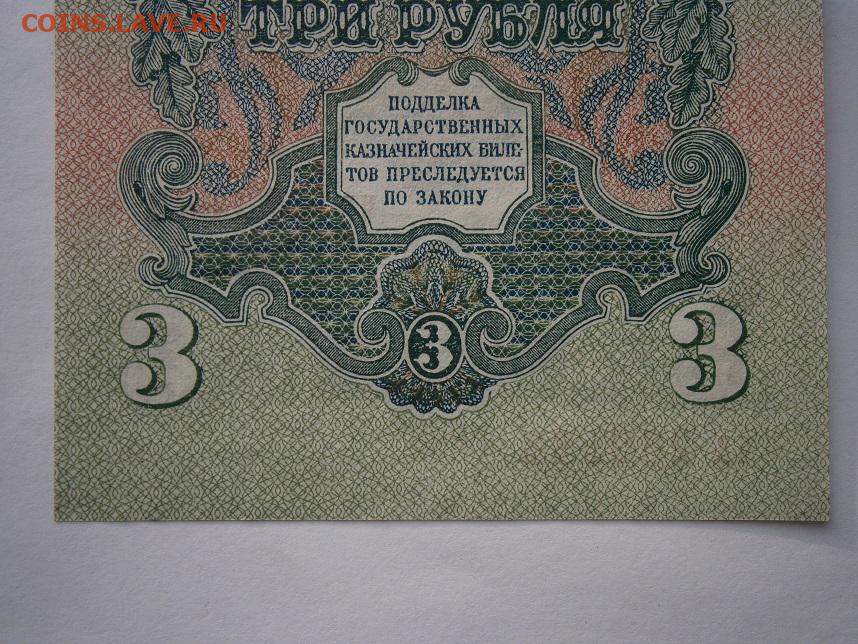 COINS.LAVE.RU
ТРИ РУБЛЯ
ПОДДЕЛКА
ГОСУДАРСТВЕННЫХ
КАЗНАЧЕЙСКИХ БИЛЕ-
ТОВ ПРЕСЛЕДУЕТСЯ
ПО ЗАКОНУ
3 3 3